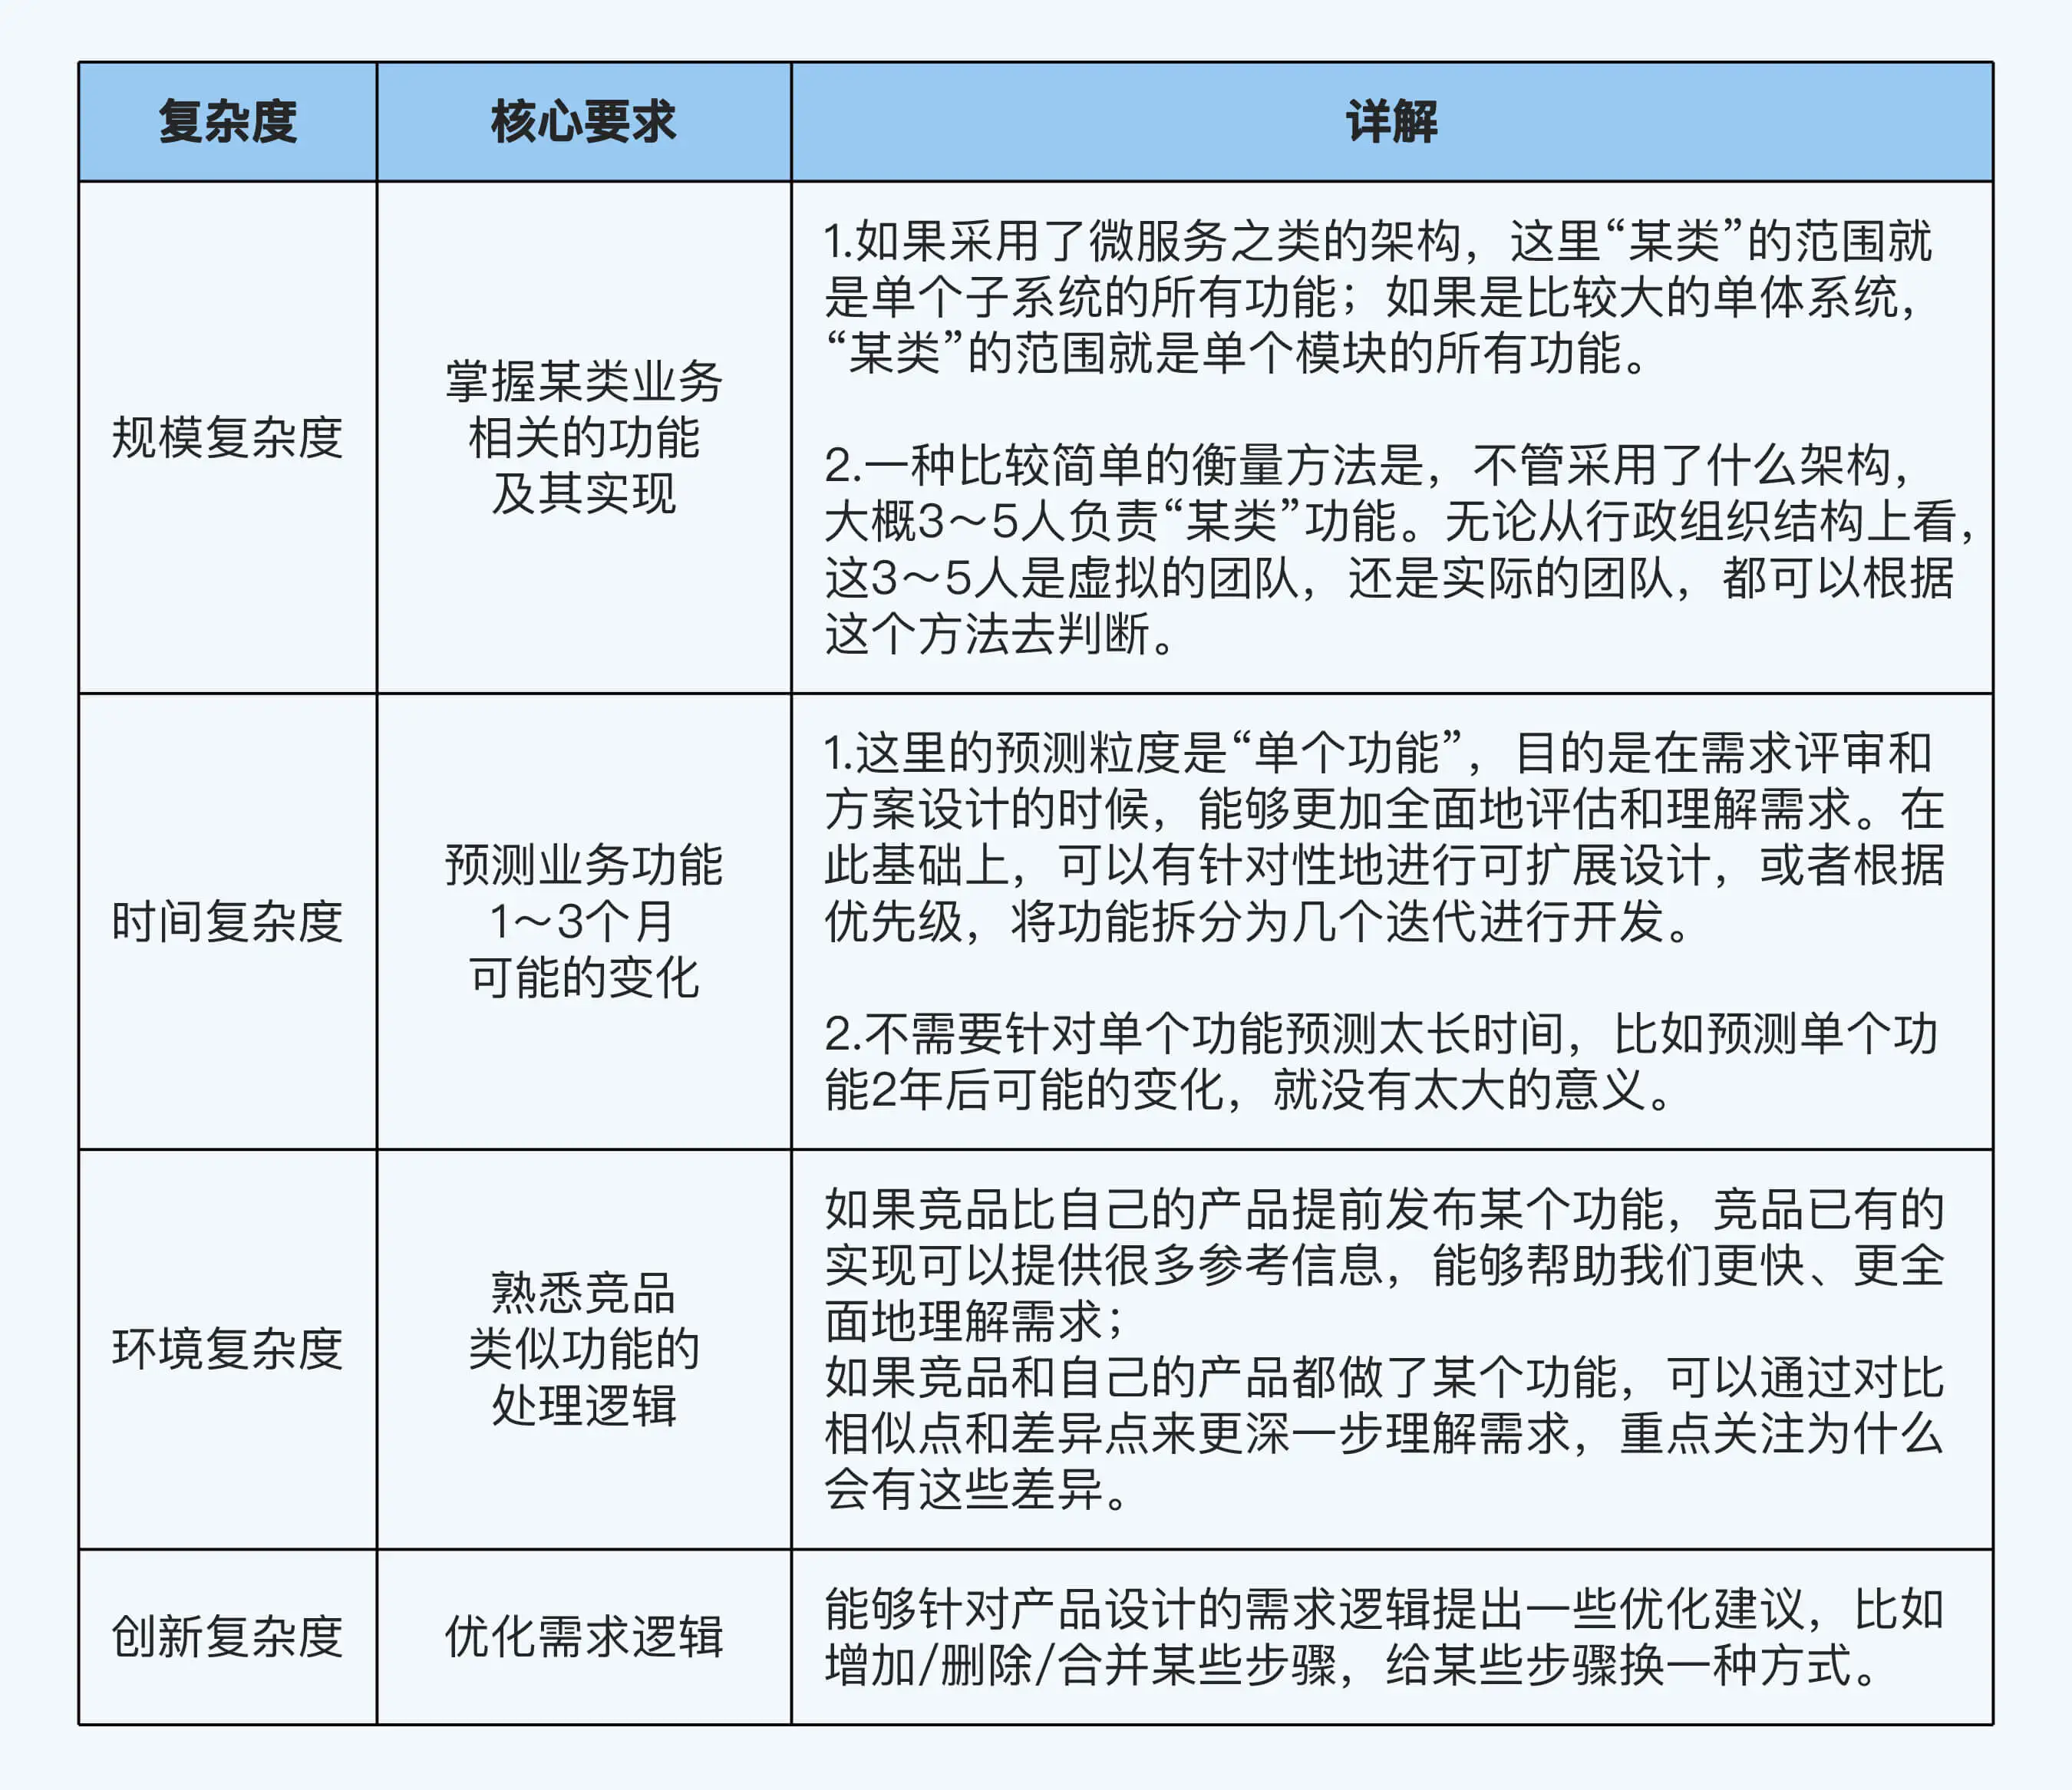 复杂度
核心要求
详解
规模复杂度
掌握某类业务
相关的功能
及其实现
1.如果采用了微服务之类的架构，这里“某类”的范围就
是单个子系统的所有功能；如果是比较大的单体系统，
“某类”的范围就是单个模块的所有功能。
2.一种比较简单的衡量方法是，不管采用了什么架构，
大概3～5人负责“某类”功能。无论从行政组织结构上看，
这3～5人是虚拟的团队，还是实际的团队，都可以根据
这个方法去判断。
时间复杂度
预测业务功能
1～3个月
可能的变化
1.这里的预测粒度是“单个功能”，目的是在需求评审和
方案设计的时候，能够更加全面地评估和理解需求。在
此基础上，可以有针对性地进行可扩展设计，或者根据
优先级，将功能拆分为几个迭代进行开发。
2.不需要针对单个功能预测太长时间，比如预测单个功
能2年后可能的变化，就没有太大的意义。
环境复杂度
熟悉竞品
类似功能的
处理逻辑
如果竞品比自己的产品提前发布某个功能，竞品已有的
实现可以提供很多参考信息，能够帮助我们更快、更全
面地理解需求；
如果竞品和自己的产品都做了某个功能，可以通过对比
相似点和差异点来更深一步理解需求，重点关注为什么
会有这些差异。
创新复杂度
优化需求逻辑
能够针对产品设计的需求逻辑提出一些优化建议，比如
增加/删除/合并某些步骤，给某些步骤换一种方式。